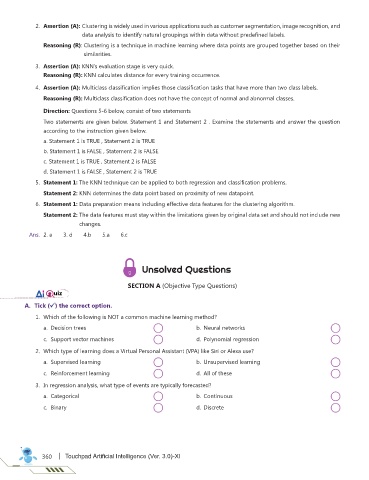 2. Assertion (A): Clustering is widely used in various applications such as customer segmentation, image recognition, and
data analysis to identify natural groupings within data without predefined labels.
Reasoning (R): Clustering is a technique in machine learning where data points are grouped together based on their
similarities.
3. Assertion (A): KNN's evaluation stage is very quick.
Reasoning (R): KNN calculates distance for every training occurrence.
4. Assertion (A): Multiclass classification implies those classification tasks that have more than two class labels.
Reasoning (R): Multiclass classification does not have the concept of normal and abnormal classes.
Direction: Questions 5-6 below, consist of two statements
Two statements are given below. Statement 1 and Statement 2 . Examine the statements and answer the question
according to the instruction given below.
a. Statement 1 is TRUE , Statement 2 is TRUE
b. Statement 1 is FALSE , Statement 2 is FALSE
c. Statement 1 is TRUE , Statement 2 is FALSE
d. Statement 1 is FALSE , Statement 2 is TRUE
5. Statement 1: The KNN technique can be applied to both regression and classification problems.
Statement 2: KNN determines the data point based on proximity of new datapoint.
6. Statement 1: Data preparation means including effective data features for the clustering algorithm.
Statement 2: The data features must stay within the limitations given by original data set and should not include new
changes.
Ans. 2. a 3. d 4.b 5.a 6.c
Unsolved Questions
SECTION A (Objective Type Questions)
Ai Quiz
A. Tick (✓) the correct option.
1. Which of the following is NOT a common machine learning method?
a. Decision trees b. Neural networks
c. Support vector machines d. Polynomial regression
2. Which type of learning does a Virtual Personal Assistant (VPA) like Siri or Alexa use?
a. Supervised learning b. Unsupervised learning
c. Reinforcement learning d. All of these
3. In regression analysis, what type of events are typically forecasted?
a. Categorical b. Continuous
c. Binary d. Discrete
360 | Touchpad Artificial Intelligence (Ver. 3.0)-XI